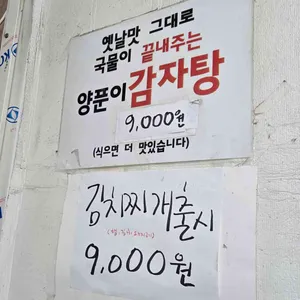 옛날맛 그대로
국물이 끝내주는
양푼이 감자탕
9,000원
(식으면 더 맛있습니다)
김치찌개출시
9,000원